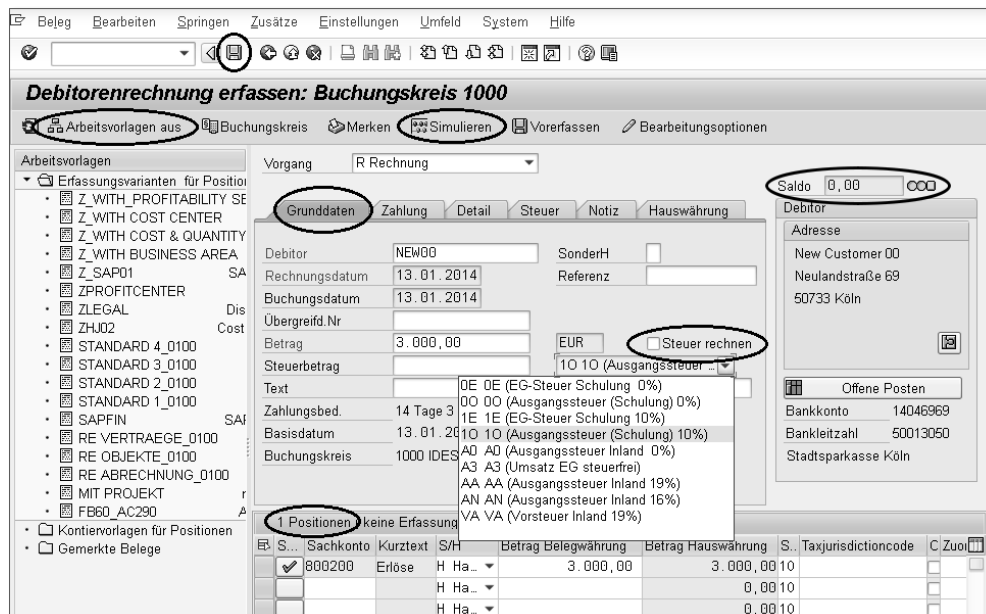 Beleg Bearbeiten Springen Zusätze Einstellungen Umfeld System Hilfe
Debitorenrechnung erfassen: Buchungskreis 1000
Arbeitsvorlagen aus Buchungskreis Merken Simulieren Vorerfassen Bearbeitungsoptionen
Arbeitsvorlagen
Erfassungsvarianten für Position
Z_WITH_PROFITABILITY SE
Z_WITH COST CENTER
Z_WITH COST & QUANTITY
Z_WITH BUSINESS AREA
Z_SAP01 SA
ZPROFITCENTER
ZLEGAL Dis
ZHJ02 Cost
STANDARD 4_0100
STANDARD 3_0100
STANDARD 2_0100
STANDARD 1_0100
SAPFIN SAF
RE VERTRAEGE_0100
RE OBJEKTE_0100
RE ABRECHNUNG_0100
MIT PROJEKT
FB60_AC290 A
Kontiervorlagen für Positionen
Gemerkte Belege
Vorgang R Rechnung
Saldo 0,00
Grunddaten Zahlung Detail Steuer Notiz Hauswährung
Debitor NEW00 SonderH
Rechnungsdatum 13.01.2014 Referenz
Buchungsdatum 13.01.2014
Übergreifd.Nr
Betrag 3.000,00 EUR Steuer rechnen
Steuerbetrag 1O 1O (Ausgangssteuer ...
Text
Zahlungsbed. 14 Tage 3
Basisdatum 13.01.20
Buchungskreis 1000 IDES
0E 0E (EG-Steuer Schulung 0%)
0O 0O (Ausgangssteuer (Schulung) 0%)
1E 1E (EG-Steuer Schulung 10%)
1O 1O (Ausgangssteuer (Schulung) 10%)
A0 A0 (Ausgangssteuer Inland 0%)
A3 A3 (Umsatz EG steuerfrei)
AA AA (Ausgangssteuer Inland 19%)
AN AN (Ausgangssteuer Inland 16%)
VA VA (Vorsteuer Inland 19%)
Debitor
Adresse
New Customer 00
Neulandstraße 69
50733 Köln
Offene Posten
Bankkonto 14046969
Bankleitzahl 50013050
Stadtsparkasse Köln
1 Positionen ( keine Erfassung
S... Sachkonto Kurztext S/H Betrag Belegwährung Betrag Hauswährung S.. Taxjurisdictioncode C Zuor
800200 Erlöse H Ha... 3.000,00 3.000,00 1O
H Ha... 0,00 1O
H Ha... 0,00 1O